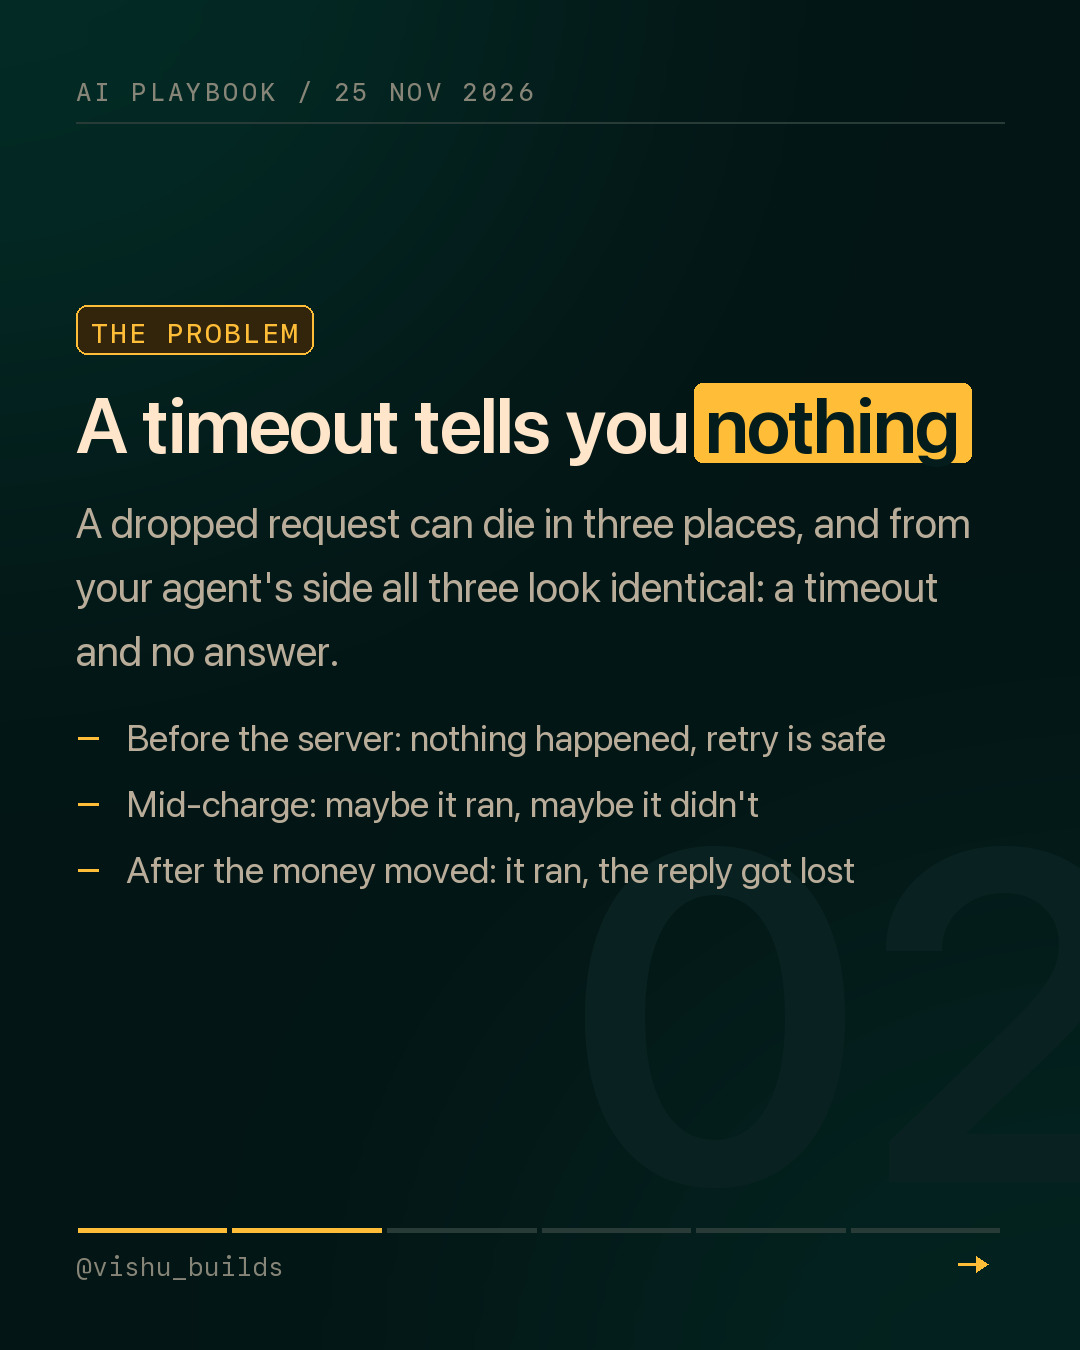 AI PLAYBOOK / 25 NOV 2026
THE PROBLEM
A timeout tells you nothing
A dropped request can die in three places, and from
your agent's side all three look identical: a timeout
and no answer.
— Before the server: nothing happened, retry is safe
— Mid-charge: maybe it ran, maybe it didn't
— After the money moved: it ran, the reply got lost
02
@vishu_builds